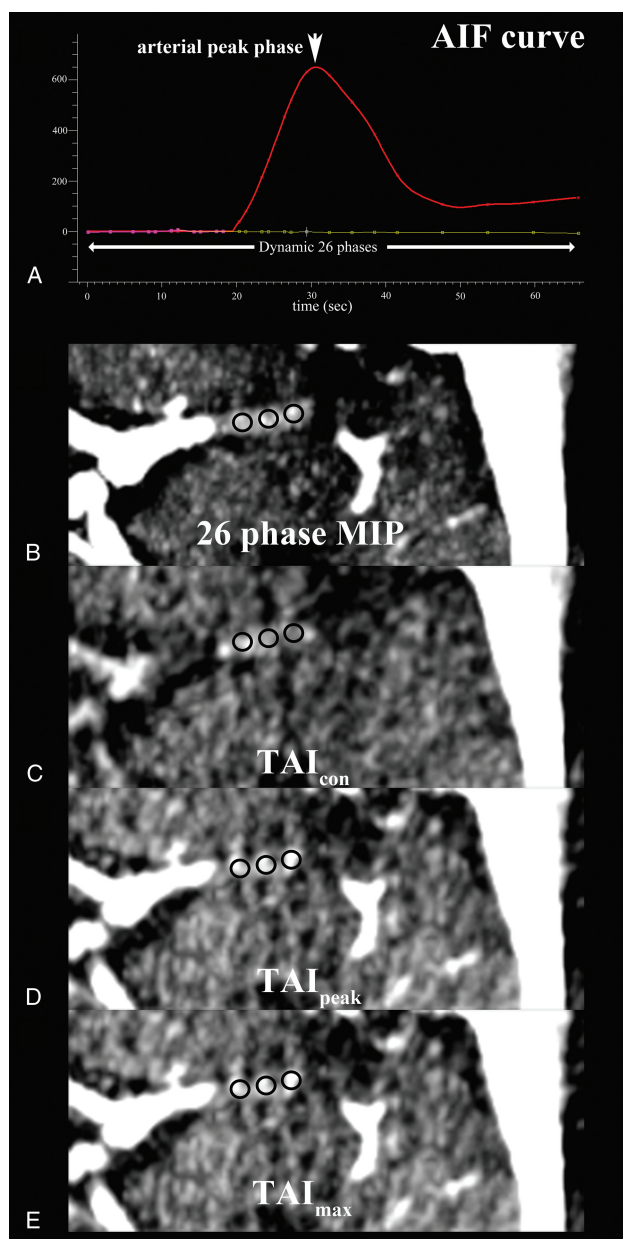 AIF curve
arterial peak phase
600
400
200
0
Dynamic 26 phases
A
0 10 20 30 40 50 60
time (sec)
26 phase MIP
B
TAIcon
C
TAIpeak
D
TAImax
E